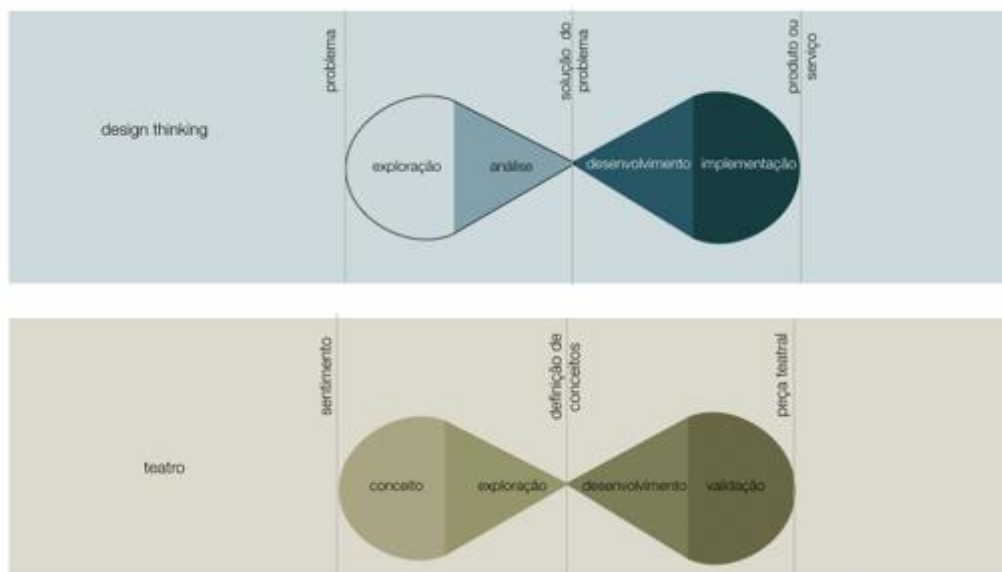 problema
solução do
problema
produto ou
serviço
design thinking
exploração
análise
desenvolvimento
implementação
sentimento
definição de
conceitos
peça teatral
teatro
conceito
exploração
desenvolvimento
validação